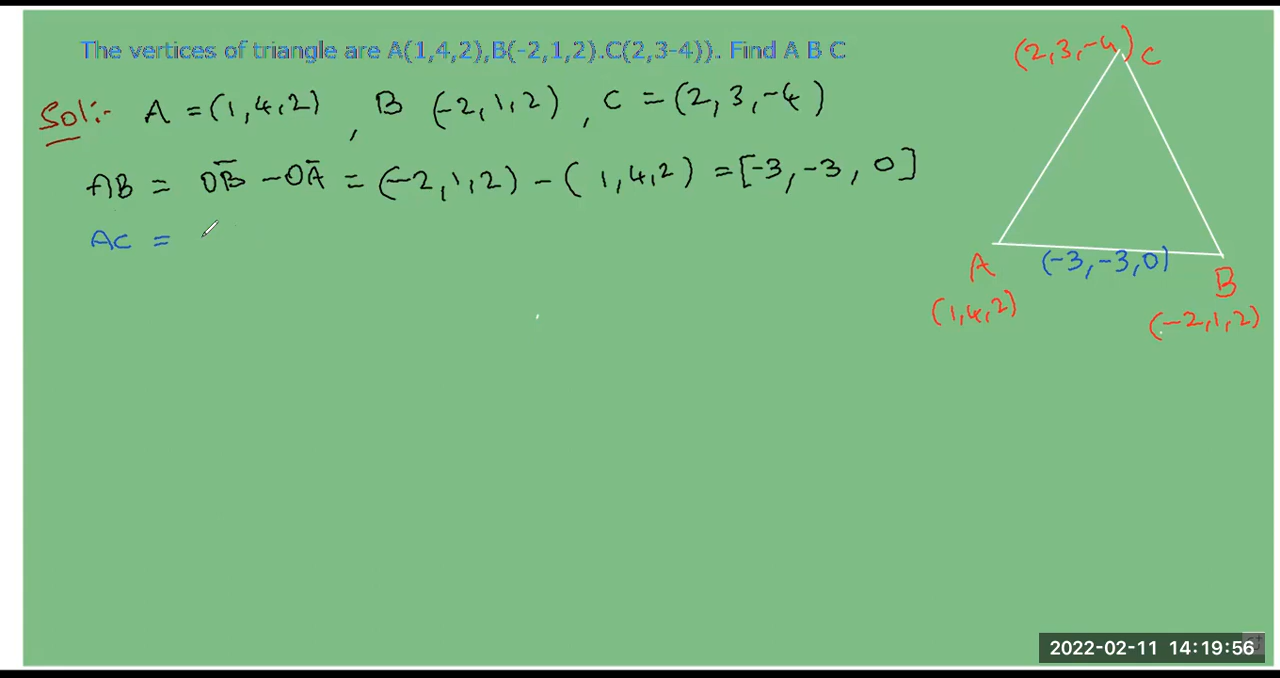 The vertices of triangle are A(1,4,2),B(-2,1,2).C(2,3-4)). Find A B C
Sol:- A = (1,4,2) , B (-2,1,2) , C = (2,3,-4)
AB = OB̅ - OA̅ = (-2,1,2) - (1,4,2) = [-3,-3,0]
AC =
(2,3,-4) C
A (-3,-3,0) B
(1,4,2) (-2,1,2)
2022-02-11 14:19:56